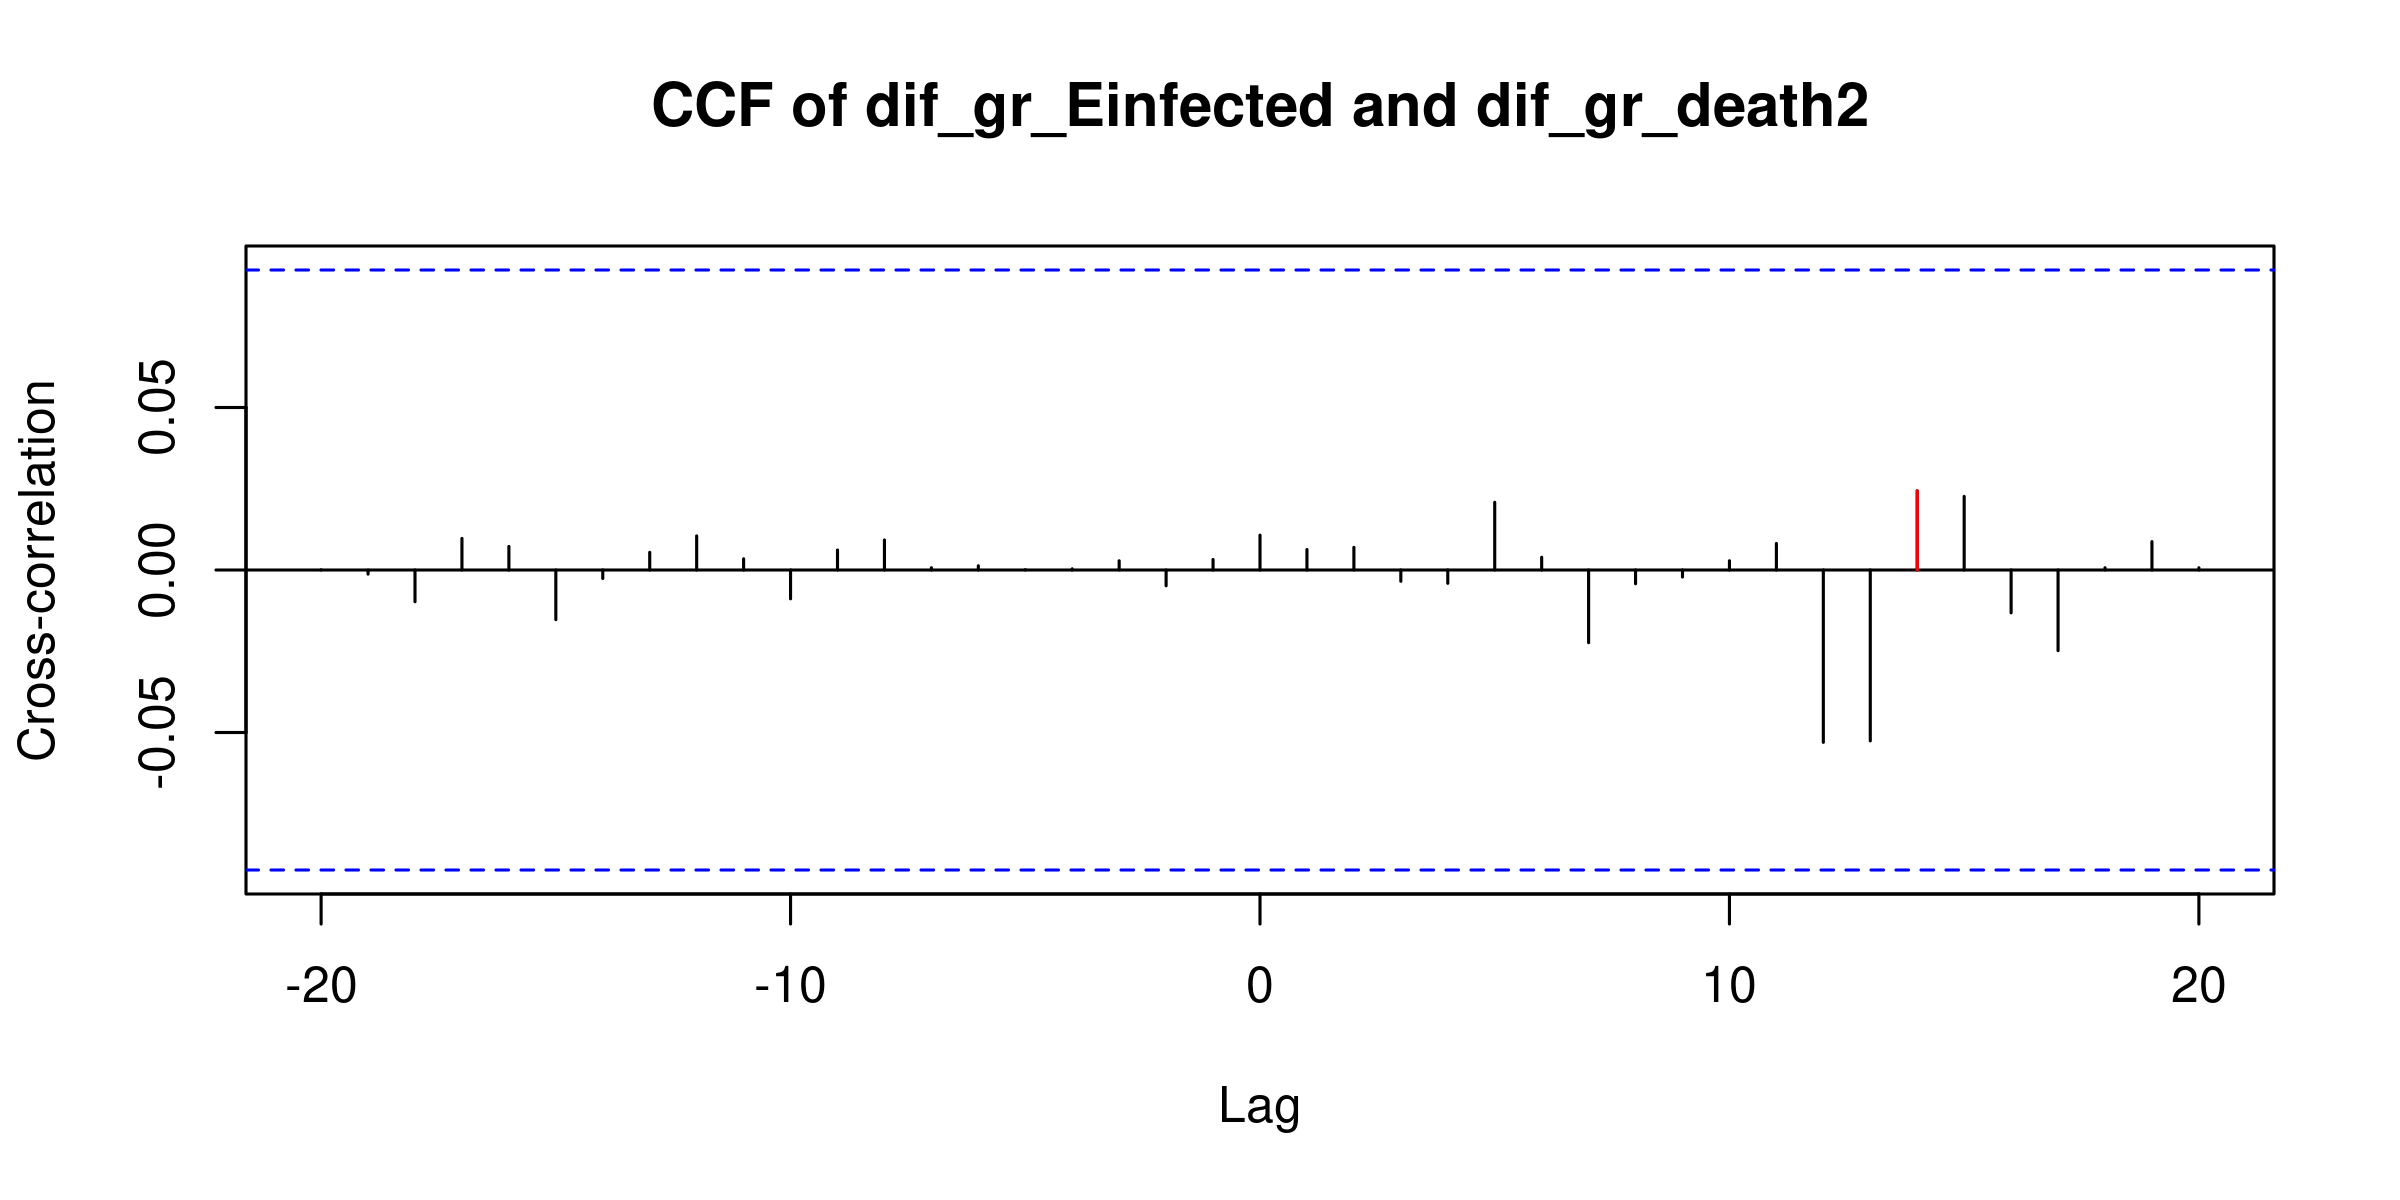 CCF of dif_gr_Einfected and dif_gr_death2
Cross-correlation
0.05
0.00
-0.05
-20 -10 0 10 20
Lag